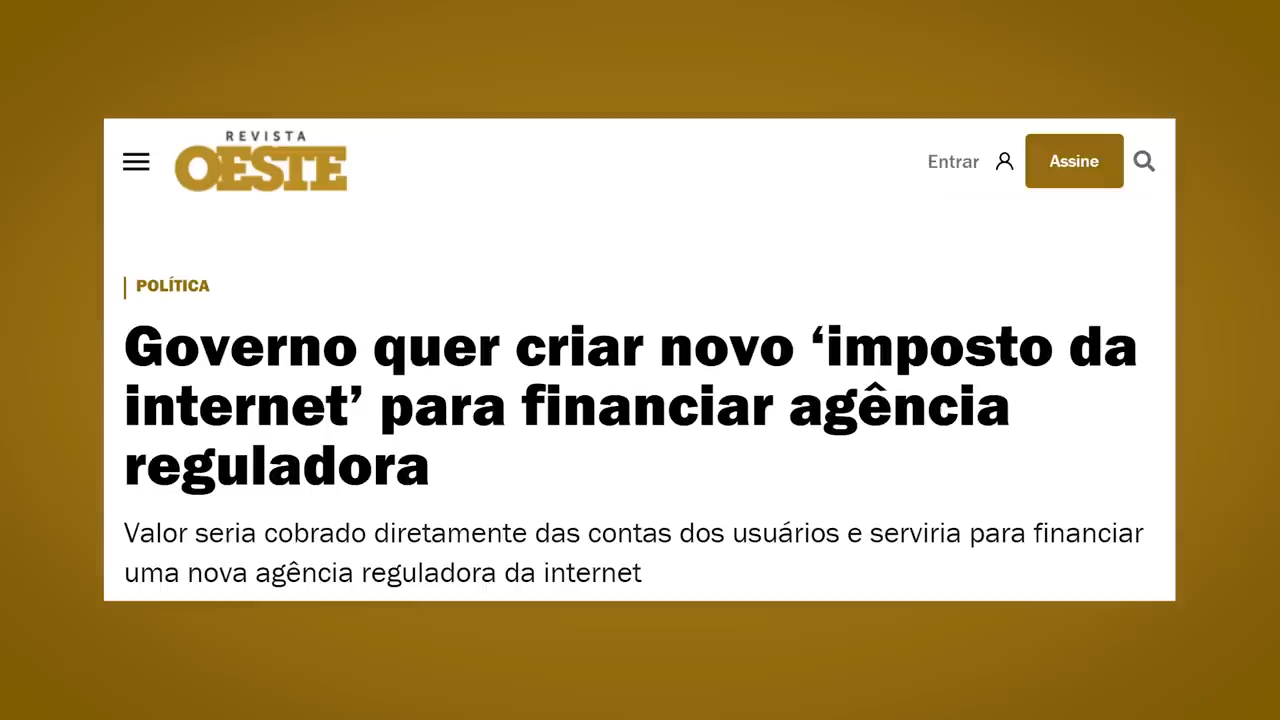 REVISTA
OESTE
Entrar
Assine
POLÍTICA
Governo quer criar novo ‘imposto da
internet’ para financiar agência
reguladora
Valor seria cobrado diretamente das contas dos usuários e serviria para financiar
uma nova agência reguladora da internet